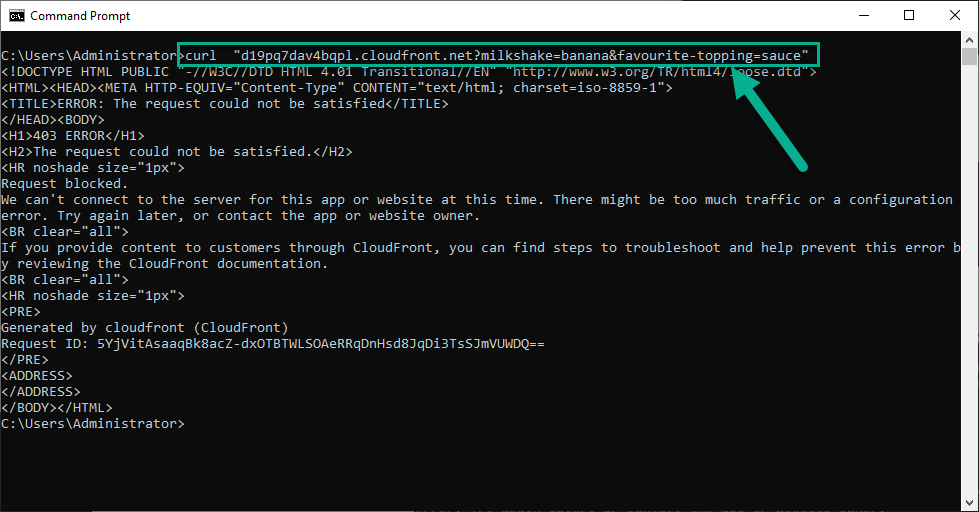 Command Prompt
C:\Users\Administrator>curl  "d19pq7dav4bqpl.cloudfront.net?milkshake=banana&favourite-topping=sauce"
<!DOCTYPE HTML PUBLIC "-//W3C//DTD HTML 4.01 Transitional//EN" "http://www.w3.org/TR/html4/loose.dtd">
<HTML><HEAD><META HTTP-EQUIV="Content-Type" CONTENT="text/html; charset=iso-8859-1">
<TITLE>ERROR: The request could not be satisfied</TITLE>
</HEAD><BODY>
<H1>403 ERROR</H1>
<H2>The request could not be satisfied.</H2>
<HR noshade size="1px">
Request blocked.
We can't connect to the server for this app or website at this time. There might be too much traffic or a configuration
error. Try again later, or contact the app or website owner.
<BR clear="all">
If you provide content to customers through CloudFront, you can find steps to troubleshoot and help prevent this error b
y reviewing the CloudFront documentation.
<BR clear="all">
<HR noshade size="1px">
<PRE>
Generated by cloudfront (CloudFront)
Request ID: 5YjVitAsaaqBk8acZ-dxOTBTWLSOAeRRqDnHsd8JqDi3TsSJmVUWDQ==
</PRE>
<ADDRESS>
</ADDRESS>
</BODY></HTML>
C:\Users\Administrator>